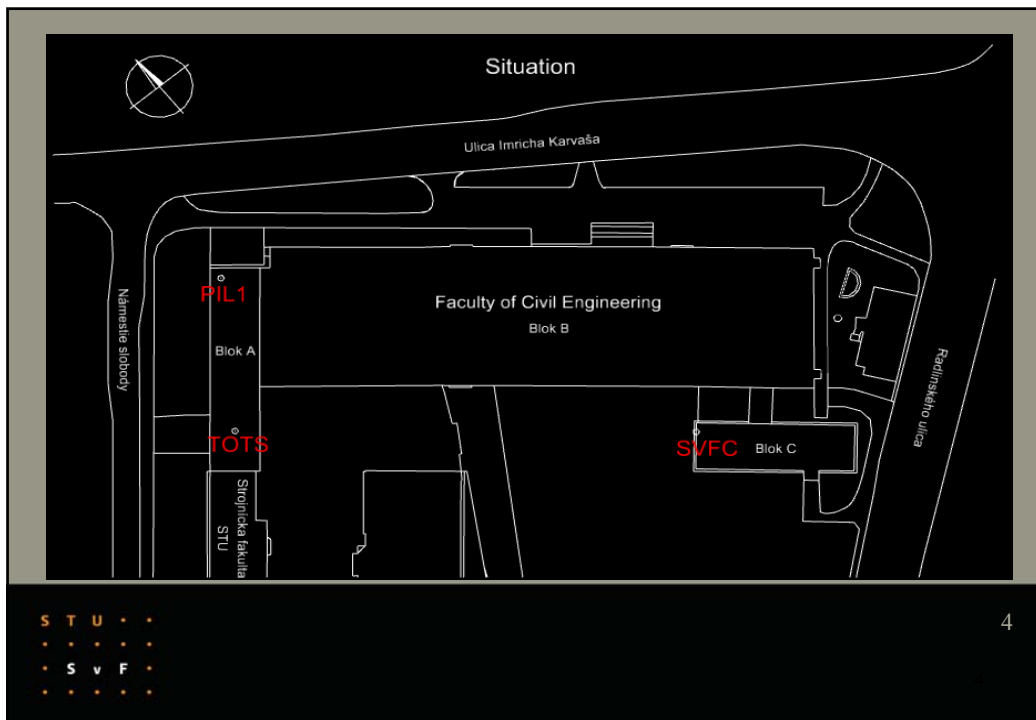 Situation
Ulica Imricha Karvaša
PIL1
Námestie slobody
Faculty of Civil Engineering
Blok B
Blok A
Radlinského ulica
TOTS
SVFC
Blok C
Strojnícka fakulta
STU
S T U
S v F
4
4